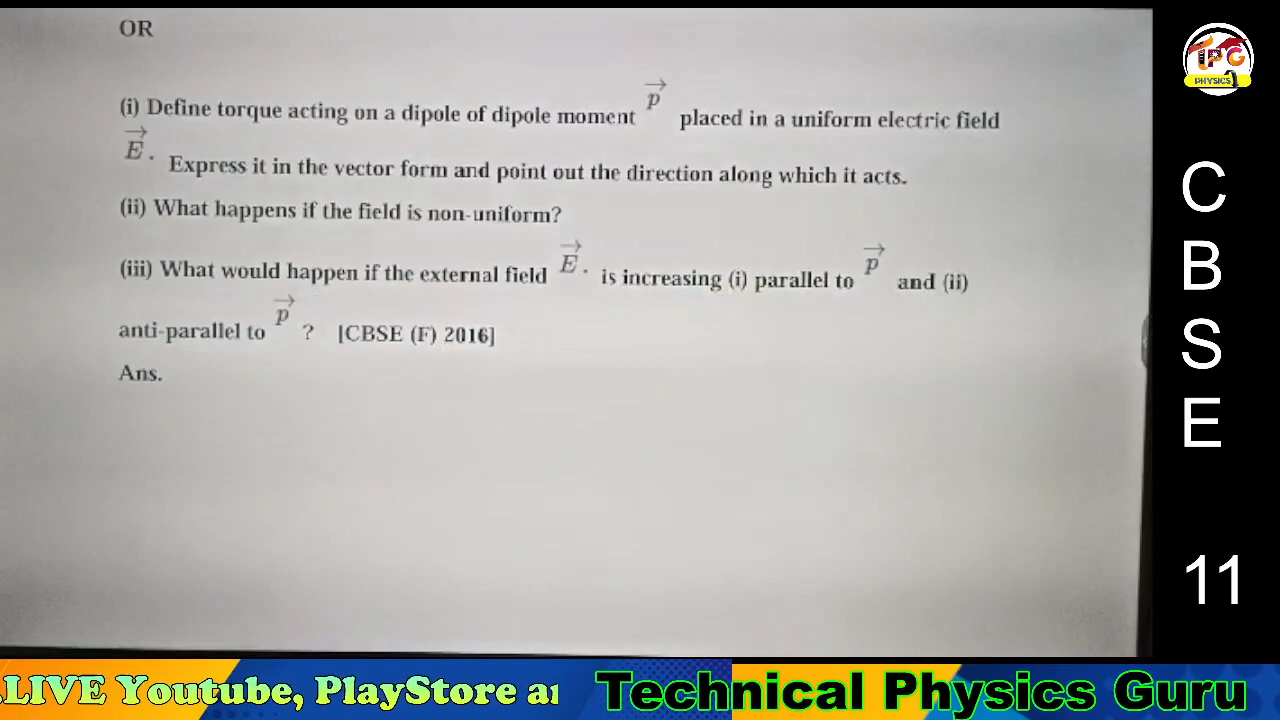 OR
(i) Define torque acting on a dipole of dipole moment p⃗ placed in a uniform electric field
E⃗. Express it in the vector form and point out the direction along which it acts.
(ii) What happens if the field is non-uniform?
(iii) What would happen if the external field E⃗. is increasing (i) parallel to p⃗ and (ii)
anti-parallel to p⃗ ? [CBSE (F) 2016]
Ans.
TPG
PHYSICS
C
B
S
E
11
LIVE Youtube, PlayStore
Technical Physics Guru